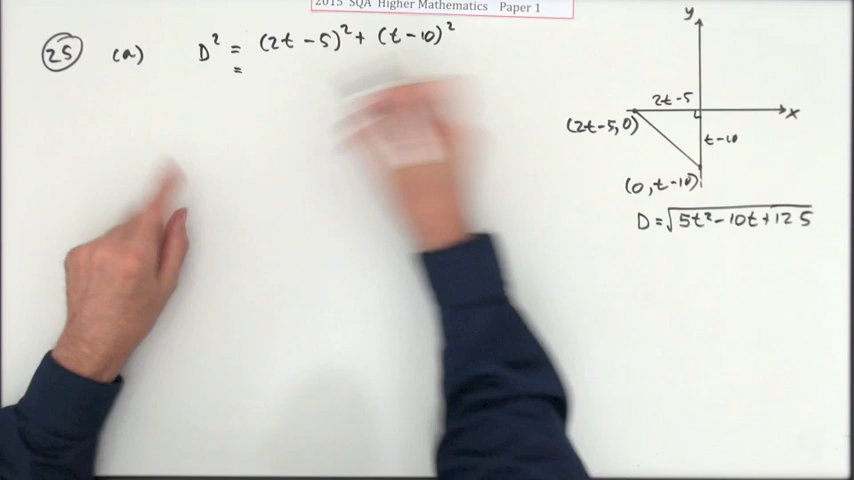 2015 SQA Higher Mathematics Paper 1
25 (a) D² = (2t - 5)² + (t - 10)²
=
y
2t-5
x
(2t-5,0)
t-10
(0,t-10)
D = √5t²-10t+125